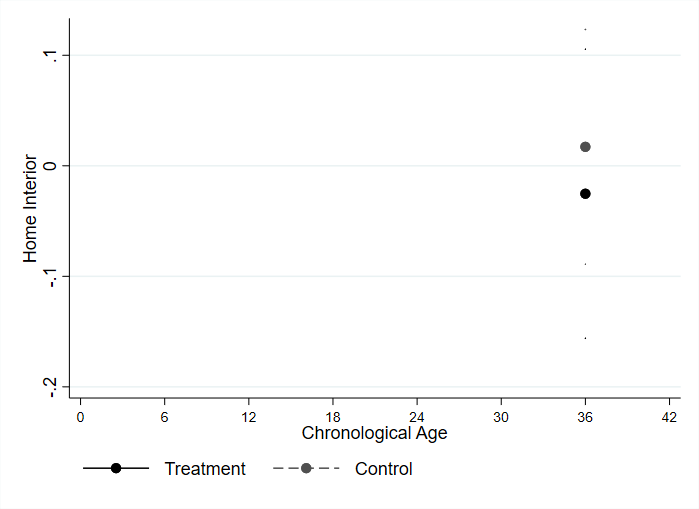 Home Interior
.1
0
-.1
-.2
0 6 12 18 24 30 36 42
Chronological Age
Treatment Control